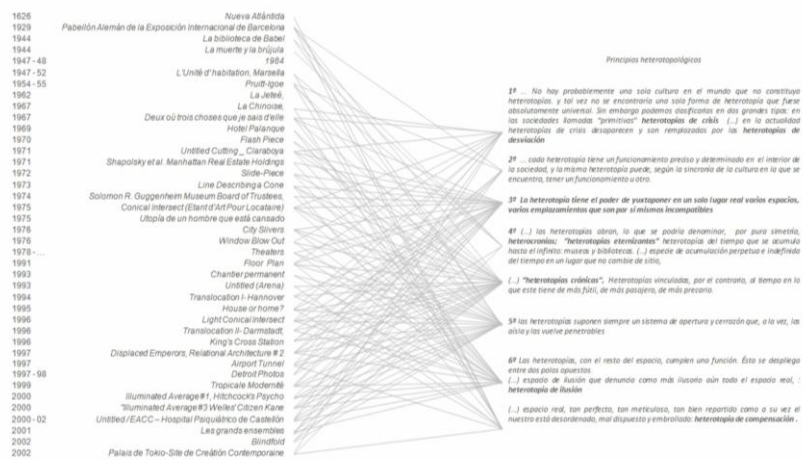 1626 Nueva Atlántida
1929 Pabellón Alemán de la Exposición Internacional de Barcelona
1944 La biblioteca de Babel
1944 La muerte y la brújula
1947 - 48 1984
1947 - 52 L'Unité d'habitation, Marsella
1954 - 55 Pruitt-Igoe
1962 La Jeteé,
1967 La Chinoise,
1967 Deux où trois choses que je sais d'elle
1969 Hotel Palanque
1970 Flash Piece
1971 Untitled Cutting _ Claraboya
1971 Shapolsky et al. Manhattan Real Estate Holdings
1972 Slide-Piece
1973 Line Describing a Cone
1974 Solomon R. Guggenheim Museum Board of Trustees,
1975 Conical Intersect (Etant d'Art Pour Locataire)
1975 Utopía de un hombre que está cansado
1976 City Slivers
1976 Window Blow Out
1978 - ... Theaters
1991 Floor Plan
1993 Chantier permanent
1993 Untitled (Arena)
1994 Translocation I- Hannover
1995 House or home?
1996 Light Conical Intersect
1996 Translocation II- Darmstadt,
1996 King's Cross Station
1997 Displaced Emperors, Relational Architecture # 2
1997 Airport Tunnel
1997 - 98 Detroit Photos
1999 Tropicale Modernité
2000 Illuminated Average #1, Hitchcock's Psycho
2000 "Illuminated Average #3 Welles' Citizen Kane
2000 - 02 Untitled / EACC – Hospital Psiquiátrico de Castellón
2001 Les grands ensembles
2002 Blindfold
2002 Palais de Tokio-Site de Creátión Contemporaine
Principios heterotopológicos
1º ... No hay probablemente una sola cultura en el mundo que no constituya
heterotopías. y tal vez no se encontraría una sola forma de heterotopía que fuese
absolutamente universal. Sin embargo podemos clasificarlas en dos grandes tipos: en
las sociedades llamadas "primitivas" heterotopías de crisis (...) en la actualidad
heterotopías de crisis desaparecen y son remplazadas por las heterotopías de
desviación
2º ... cada heterotopía tiene un funcionamiento preciso y determinado en el interior de
la sociedad, y la misma heterotopía puede, según la sincronía de la cultura en la que se
encuentra, tener un funcionamiento u otro.
3º La heterotopía tiene el poder de yuxtaponer en un solo lugar real varios espacios,
varios emplazamientos que son por sí mismos incompatibles
4º (...) las heterotopías abran, lo que se podría denominar, por pura simetría,
heterocronías; "heterotopías eternizantes" heterotopías del tiempo que se acumula
hasta el infinito: museos y bibliotecas. (...) especie de acumulación perpetua e indefinida
del tiempo en un lugar que no cambie de sitio,
(...) "heterotopías crónicas", Heterotopías vinculadas, por el contrario, al tiempo en lo
que este tiene de más fútil, de más pasajero, de más precario.
5º las heterotopías suponen siempre un sistema de apertura y cerrazón que, a la vez, las
aísla y las vuelve penetrables
6º Las heterotopías, con el resto del espacio, cumplen una función. Ésta se despliega
entre dos polos opuestos
(...) espacio de ilusión que denuncia como más ilusorio aún todo el espacio real, :
heterotopía de ilusión
(...) espacio real, tan perfecto, tan meticuloso, tan bien repartido como a su vez el
nuestro está desordenado, mal dispuesto y embrollado: heterotopía de compensación .